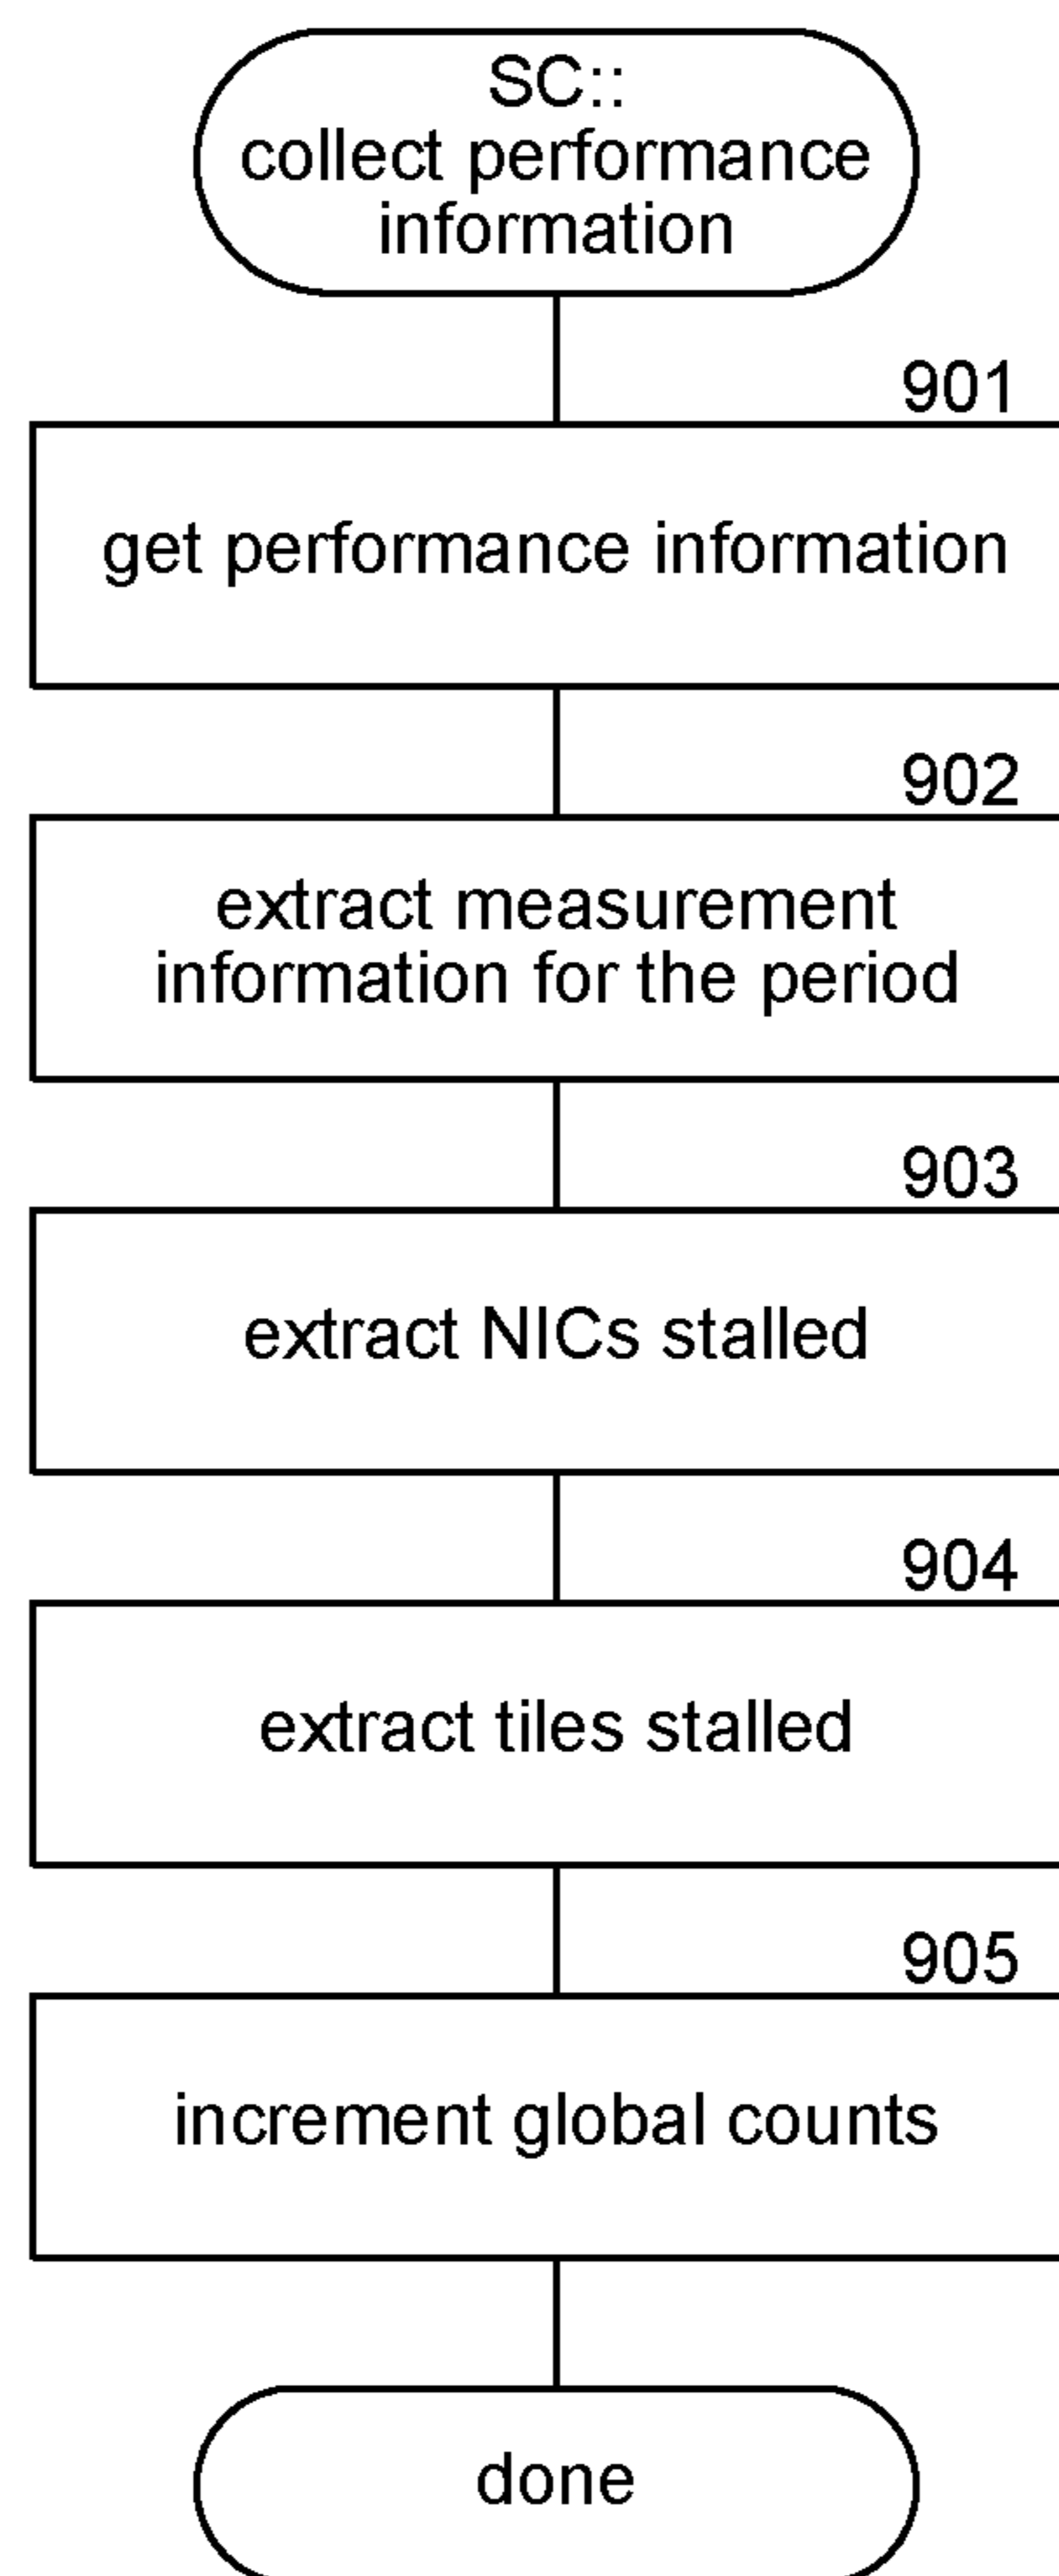 SC::
collect performance
information
901
get performance information
902
extract measurement
information for the period
903
extract NICs stalled
904
extract tiles stalled
905
increment global counts
done